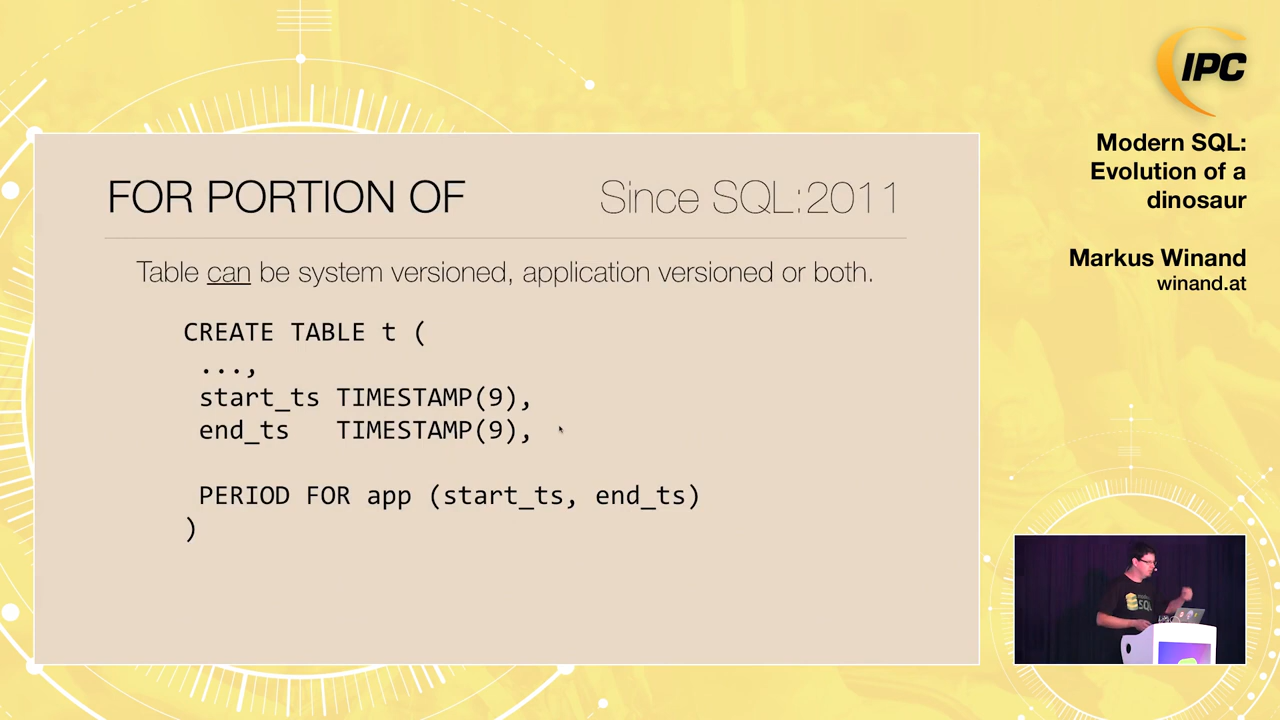 IPC
Modern SQL:
Evolution of a
dinosaur
Markus Winand
winand.at
FOR PORTION OF Since SQL:2011
Table can be system versioned, application versioned or both.
CREATE TABLE t (
...,
start_ts TIMESTAMP(9),
end_ts TIMESTAMP(9),
PERIOD FOR app (start_ts, end_ts)
)
SQL